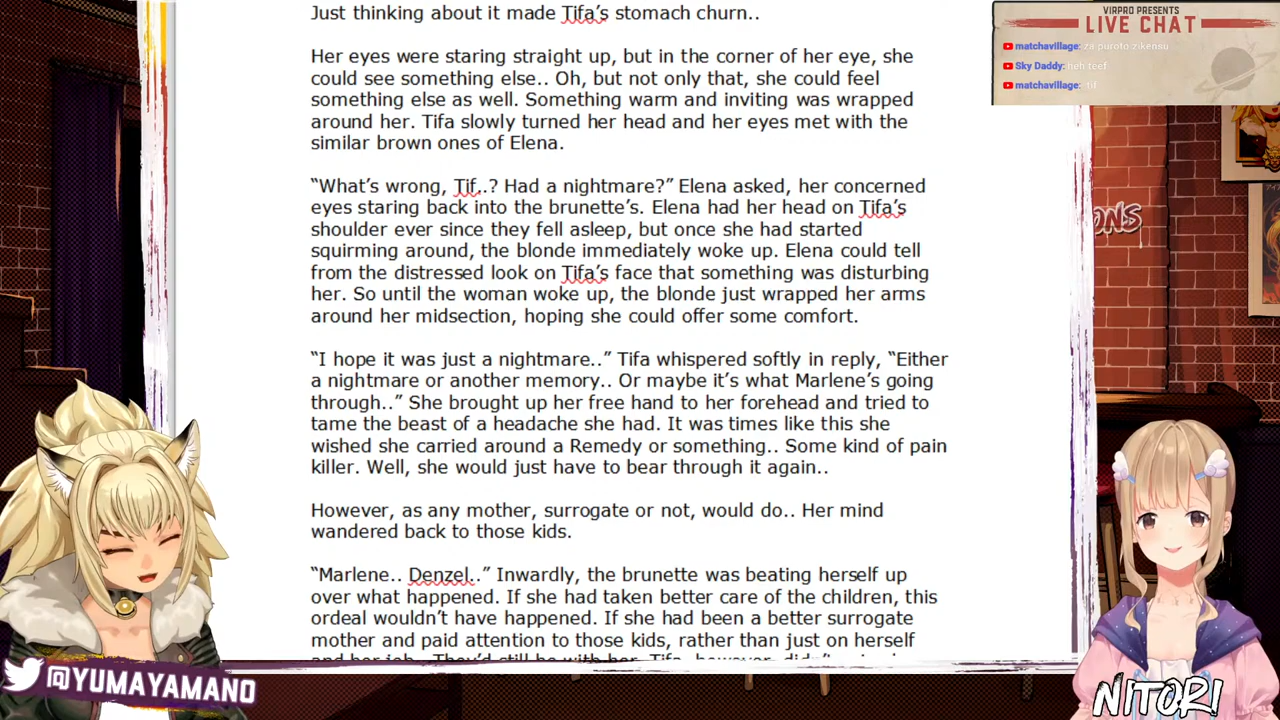 Just thinking about it made Tifa’s stomach churn..
Her eyes were staring straight up, but in the corner of her eye, she
could see something else.. Oh, but not only that, she could feel
something else as well. Something warm and inviting was wrapped
around her. Tifa slowly turned her head and her eyes met with the
similar brown ones of Elena.
“What’s wrong, Tif..? Had a nightmare?” Elena asked, her concerned
eyes staring back into the brunette’s. Elena had her head on Tifa’s
shoulder ever since they fell asleep, but once she had started
squirming around, the blonde immediately woke up. Elena could tell
from the distressed look on Tifa’s face that something was disturbing
her. So until the woman woke up, the blonde just wrapped her arms
around her midsection, hoping she could offer some comfort.
“I hope it was just a nightmare..” Tifa whispered softly in reply, “Either
a nightmare or another memory.. Or maybe it’s what Marlene’s going
through..” She brought up her free hand to her forehead and tried to
tame the beast of a headache she had. It was times like this she
wished she carried around a Remedy or something.. Some kind of pain
killer. Well, she would just have to bear through it again..
However, as any mother, surrogate or not, would do.. Her mind
wandered back to those kids.
“Marlene.. Denzel..” Inwardly, the brunette was beating herself up
over what happened. If she had taken better care of the children, this
ordeal wouldn’t have happened. If she had been a better surrogate
mother and paid attention to those kids, rather than just on herself
VIRPRO PRESENTS
LIVE CHAT
matchavillage: za puroto zikensu
Sky Daddy: heh teef
matchavillage: tif
ONS
@YUMAYAMANO
NITORI